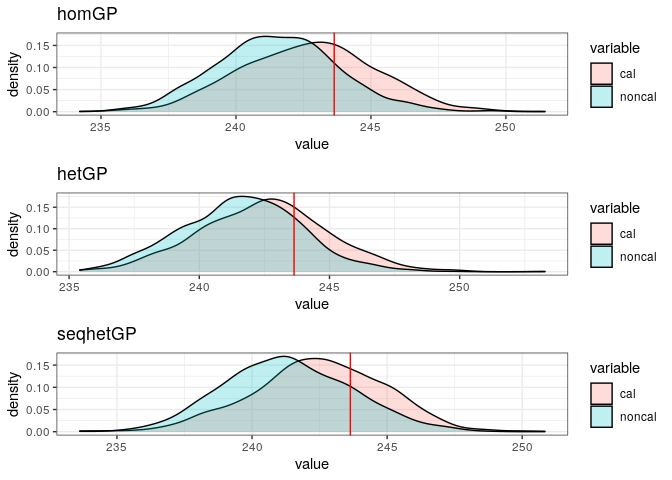 homGP
density
0.15
0.10
0.05
0.00
235
240
245
250
value
variable
cal
noncal
hetGP
density
0.15
0.10
0.05
0.00
235
240
245
250
value
variable
cal
noncal
seqhetGP
density
0.15
0.10
0.05
0.00
235
240
245
250
value
variable
cal
noncal